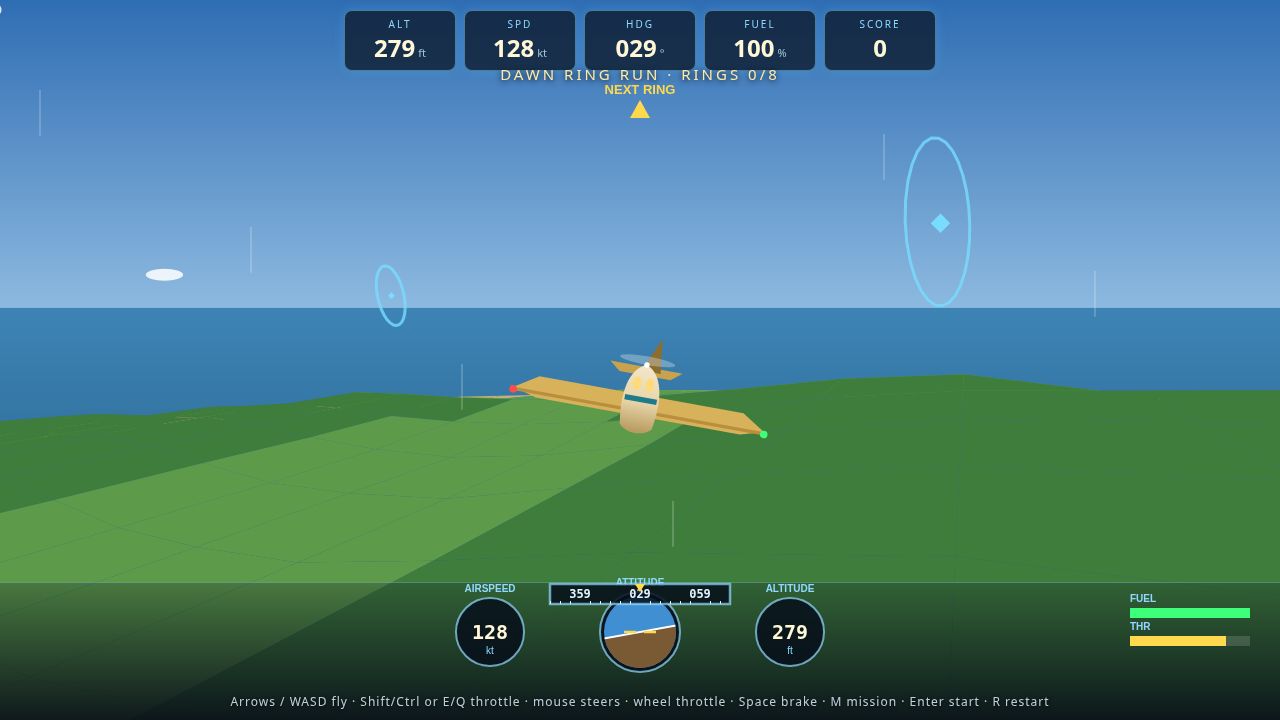 ALT SPD HDG FUEL SCORE
279 ft 128 kt 029 ° 100 % 0
DAWN RING RUN · RINGS 0/8
NEXT RING
AIRSPEED ATTITUDE ALTITUDE
359 029 059
128 kt
279 ft
FUEL
THR
Arrows / WASD fly · Shift/Ctrl or E/Q throttle · mouse steers · wheel throttle · Space brake · M mission · Enter start · R restart